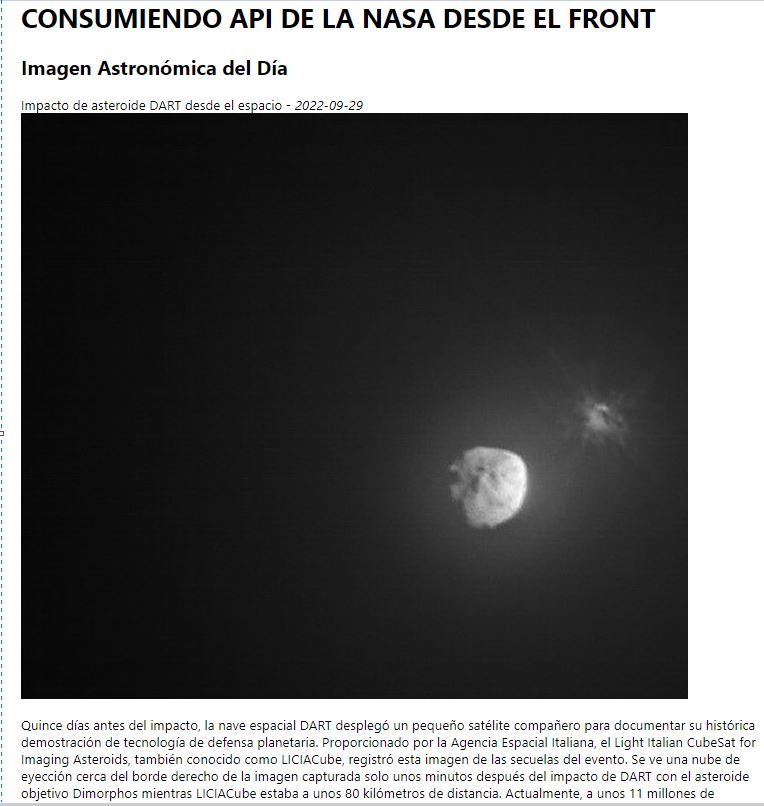 CONSUMIENDO API DE LA NASA DESDE EL FRONT
Imagen Astronómica del Día
Impacto de asteroide DART desde el espacio - 2022-09-29
Quince días antes del impacto, la nave espacial DART desplegó un pequeño satélite compañero para documentar su histórica
demostración de tecnología de defensa planetaria. Proporcionado por la Agencia Espacial Italiana, el Light Italian CubeSat for
Imaging Asteroids, también conocido como LICIACube, registró esta imagen de las secuelas del evento. Se ve una nube de
eyección cerca del borde derecho de la imagen capturada solo unos minutos después del impacto de DART con el asteroide
objetivo Dimorphos mientras LICIACube estaba a unos 80 kilómetros de distancia. Actualmente, a unos 11 millones de